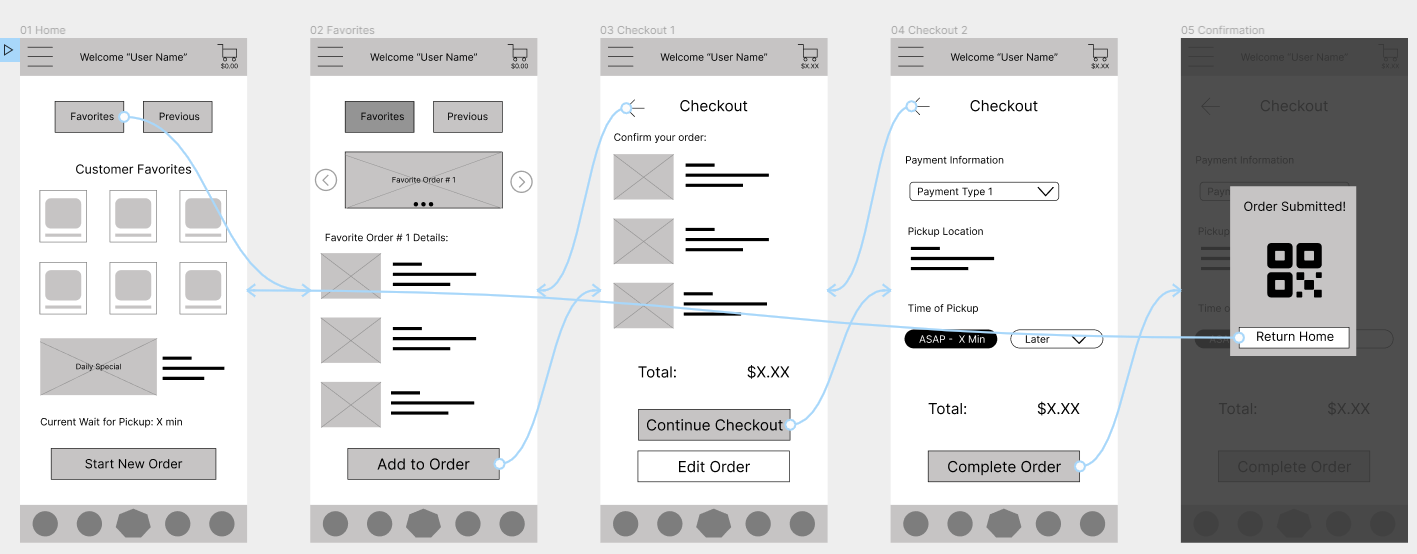 01 Home
Welcome “User Name”
$0.00
Favorites
Previous
Customer Favorites
Daily Special
Current Wait for Pickup: X min
Start New Order
02 Favorites
Welcome “User Name”
$0.00
Favorites
Previous
Favorite Order # 1
Favorite Order # 1 Details:
Add to Order
03 Checkout 1
Welcome “User Name”
$X.XX
Checkout
Confirm your order:
Total: $X.XX
Continue Checkout
Edit Order
04 Checkout 2
Welcome “User Name”
$X.XX
Checkout
Payment Information
Payment Type 1
Pickup Location
Time of Pickup
ASAP - X Min
Later
Total: $X.XX
Complete Order
05 Confirmation
Welcome “User Name”
$X.XX
Checkout
Payment Information
Order Submitted!
Pickup
Return Home
Total: $X.XX
Complete Order